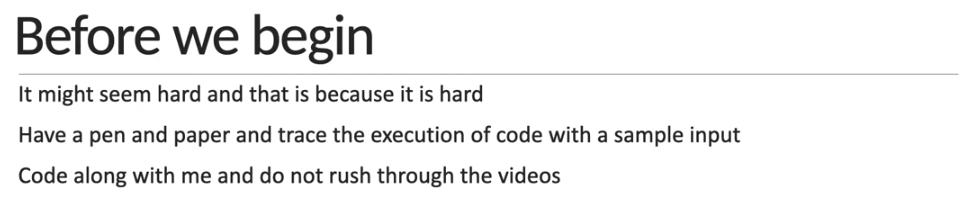 Before we begin
It might seem hard and that is because it is hard
Have a pen and paper and trace the execution of code with a sample input
Code along with me and do not rush through the videos